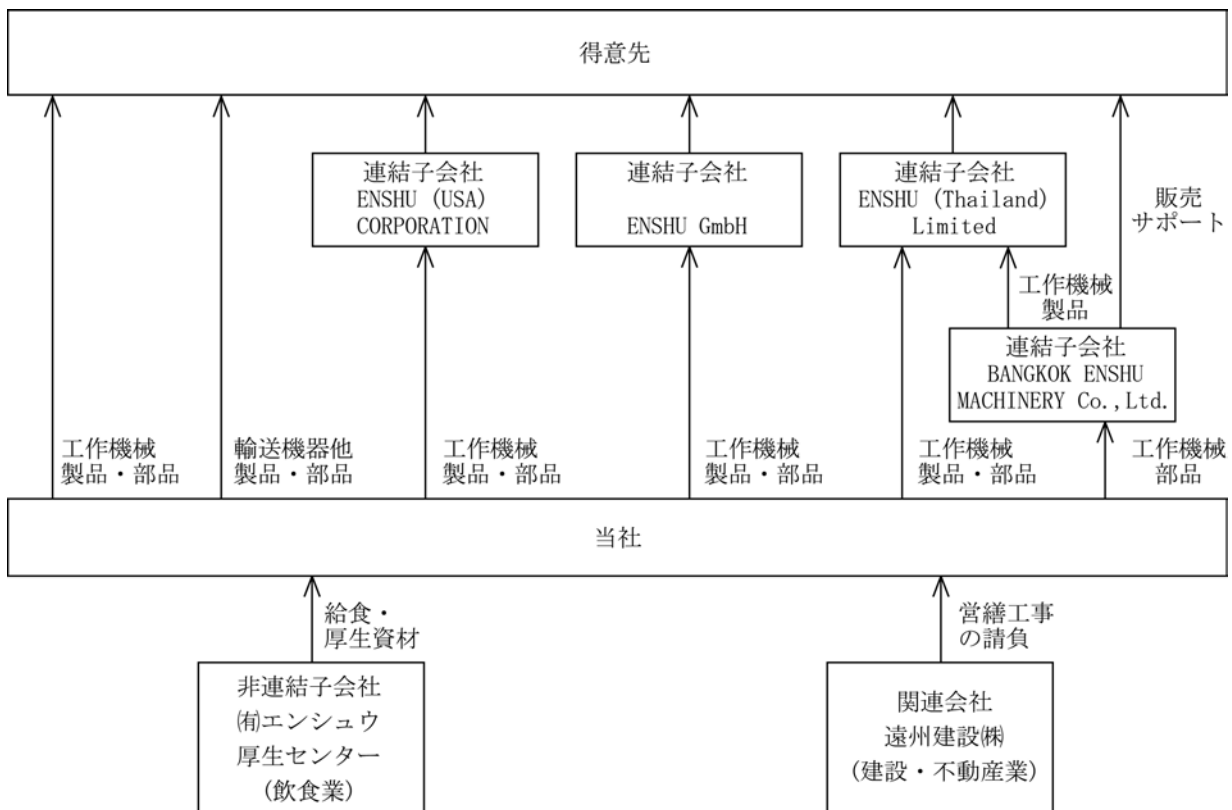 得意先
連結子会社
ENSHU (USA)
CORPORATION
連結子会社
ENSHU GmbH
連結子会社
ENSHU (Thailand)
Limited
販売
サポート
工作機械
製品
連結子会社
BANGKOK ENSHU
MACHINERY Co.,Ltd.
工作機械
製品・部品
輸送機器他
製品・部品
工作機械
製品・部品
工作機械
製品・部品
工作機械
製品・部品
工作機械
部品
当社
給食・
厚生資材
営繕工事
の請負
非連結子会社
㈲エンシュウ
厚生センター
(飲食業)
関連会社
遠州建設㈱
(建設・不動産業)